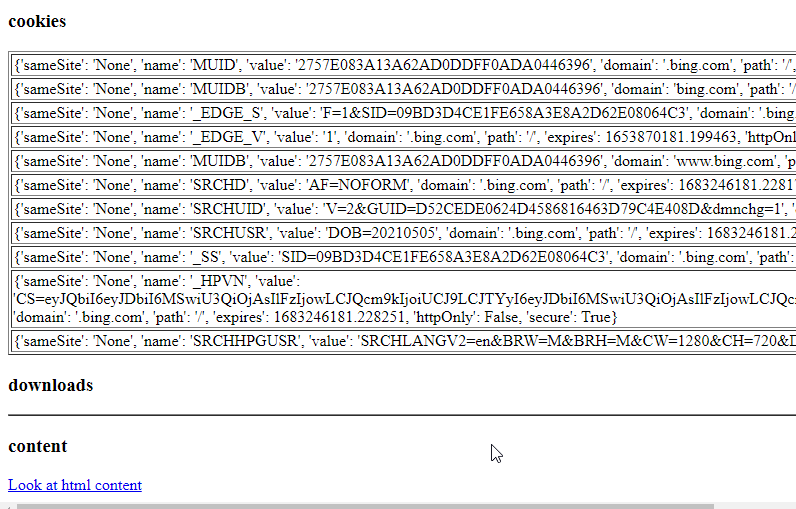 cookies
{'sameSite': 'None', 'name': 'MUID', 'value': '2757E083A13A62AD0DDFF0ADA0446396', 'domain': '.bing.com', 'path': '/',
{'sameSite': 'None', 'name': 'MUIDB', 'value': '2757E083A13A62AD0DDFF0ADA0446396', 'domain': 'bing.com', 'path': '/
{'sameSite': 'None', 'name': '_EDGE_S', 'value': 'F=1&SID=09BD3D4CE1FE658A3E8A2D62E08064C3', 'domain': '.bing
{'sameSite': 'None', 'name': '_EDGE_V', 'value': '1', 'domain': '.bing.com', 'path': '/', 'expires': 1653870181.199463, 'httpOnl
{'sameSite': 'None', 'name': 'MUIDB', 'value': '2757E083A13A62AD0DDFF0ADA0446396', 'domain': 'www.bing.com', 'p
{'sameSite': 'None', 'name': 'SRCHD', 'value': 'AF=NOFORM', 'domain': '.bing.com', 'path': '/', 'expires': 1683246181.22817
{'sameSite': 'None', 'name': 'SRCHUID', 'value': 'V=2&GUID=D52CEDE0624D4586816463D79C4E408D&dmnchg=1', '
{'sameSite': 'None', 'name': 'SRCHUSR', 'value': 'DOB=20210505', 'domain': '.bing.com', 'path': '/', 'expires': 1683246181.2
{'sameSite': 'None', 'name': '_SS', 'value': 'SID=09BD3D4CE1FE658A3E8A2D62E08064C3', 'domain': '.bing.com', 'path':
{'sameSite': 'None', 'name': '_HPVN', 'value':
'CS=eyJQbiI6eyJDbiI6MSwiU3QiOjAsIlFzIjowLCJQcm9kIjoiUCJ9LCJTYyI6eyJDbiI6MSwiU3QiOjAsIlFzIjowLCJQc
'domain': '.bing.com', 'path': '/', 'expires': 1683246181.228251, 'httpOnly': False, 'secure': True}
{'sameSite': 'None', 'name': 'SRCHHPGUSR', 'value': 'SRCHLANGV2=en&BRW=M&BRH=M&CW=1280&CH=720&D
downloads
content
Look at html content